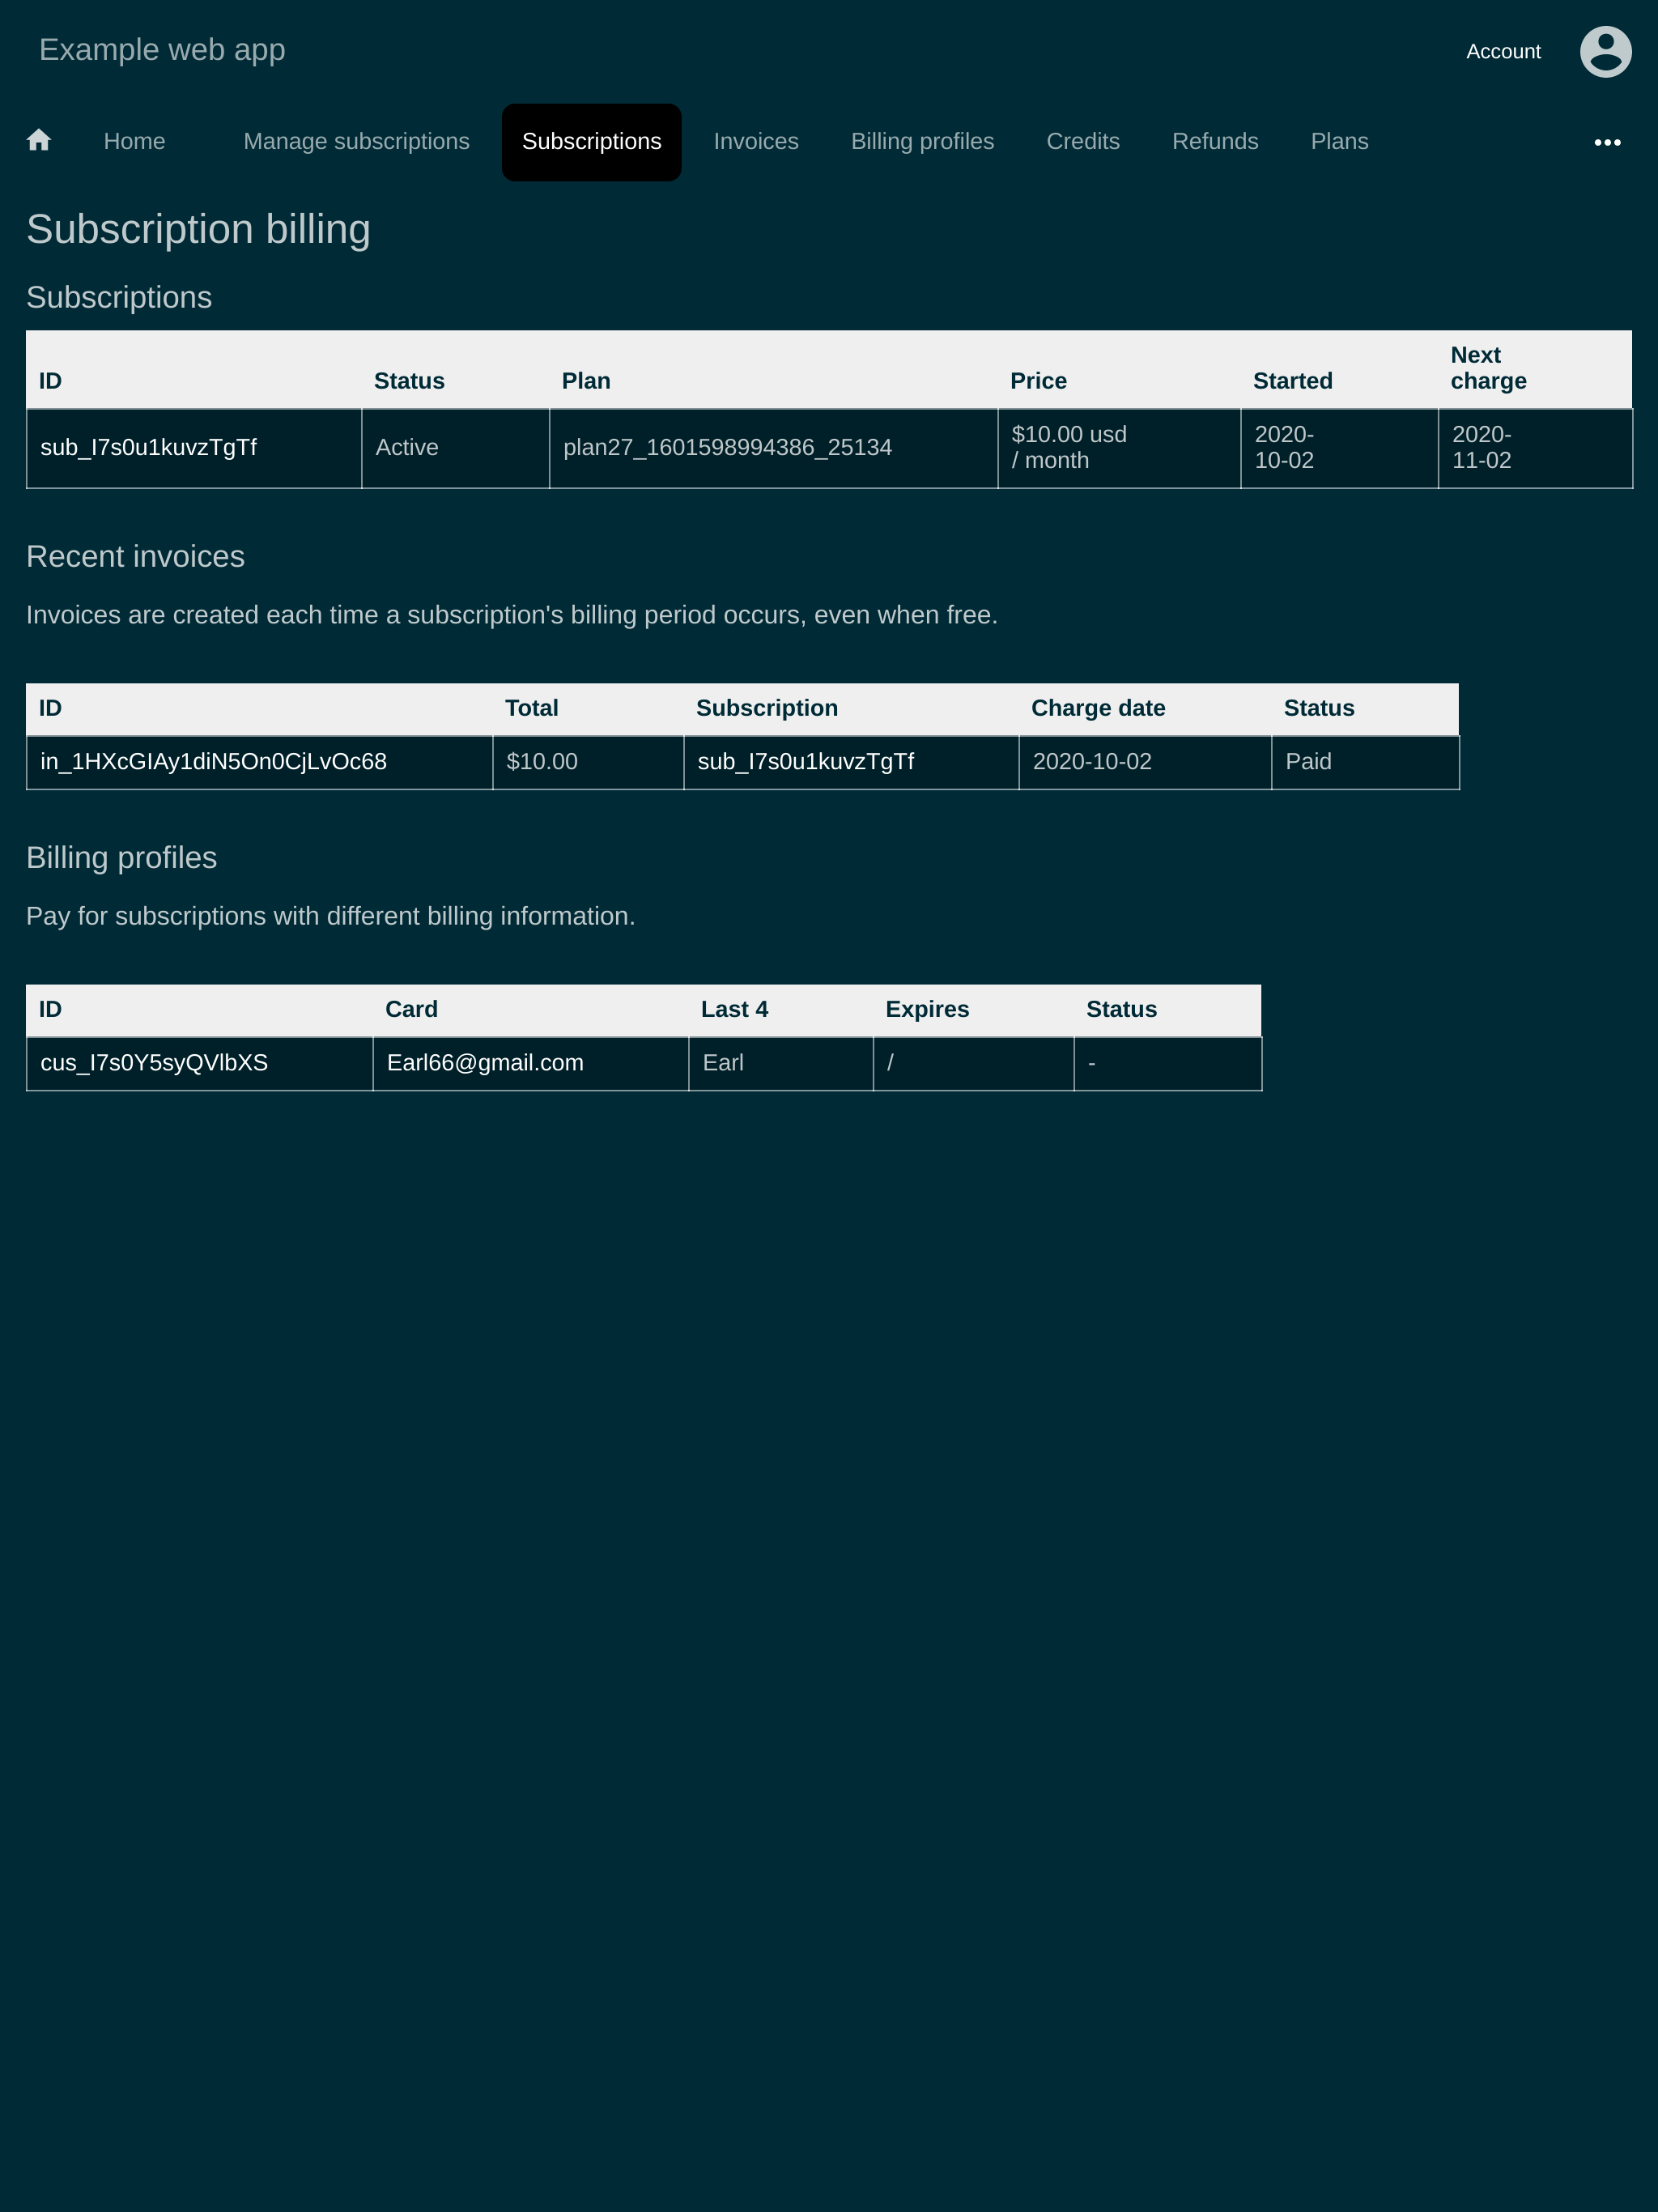 Example web app
Account
Home Manage subscriptions Subscriptions Invoices Billing profiles Credits Refunds Plans •••
Subscription billing
Subscriptions
ID Status Plan Price Started Next charge
sub_I7s0u1kuvzTgTf Active plan27_1601598994386_25134 $10.00 usd / month 2020-10-02 2020-11-02
Recent invoices
Invoices are created each time a subscription's billing period occurs, even when free.
ID Total Subscription Charge date Status
in_1HXcGIAy1diN5On0CjLvOc68 $10.00 sub_I7s0u1kuvzTgTf 2020-10-02 Paid
Billing profiles
Pay for subscriptions with different billing information.
ID Card Last 4 Expires Status
cus_I7s0Y5syQVlbXS Earl66@gmail.com Earl / -